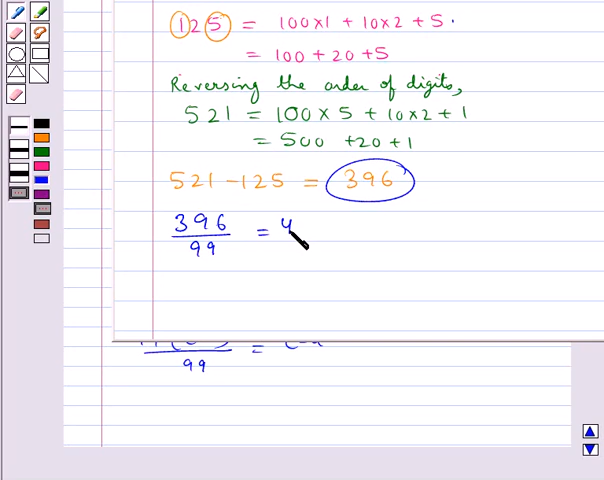 125 = 100×1 + 10×2 + 5.
= 100 + 20 + 5
Reversing the order of digits,
521 = 100 × 5 + 10×2 + 1
= 500 + 20 + 1
521 - 125 = 396
396/99 = 4
99 =